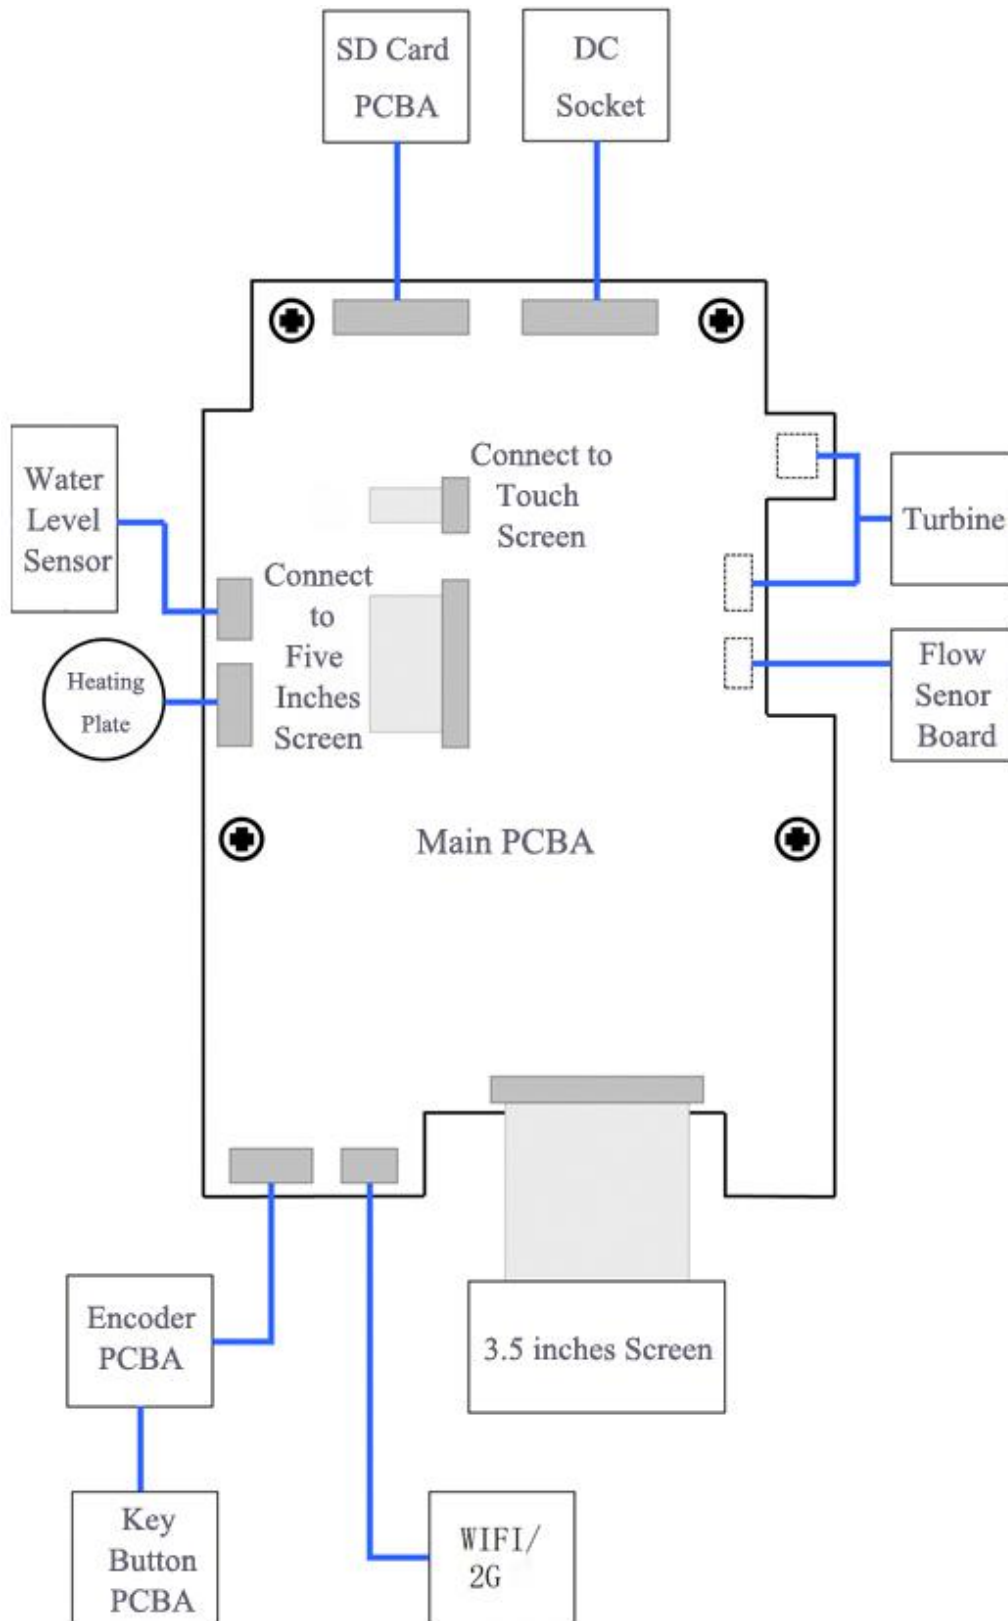 SD Card
PCBA
DC
Socket
Water
Level
Sensor
Connect to
Touch
Screen
Turbine
Connect
to
Five
Inches
Screen
Heating
Plate
Flow
Senor
Board
Main PCBA
Encoder
PCBA
3.5 inches Screen
Key
Button
PCBA
WIFI/
2G